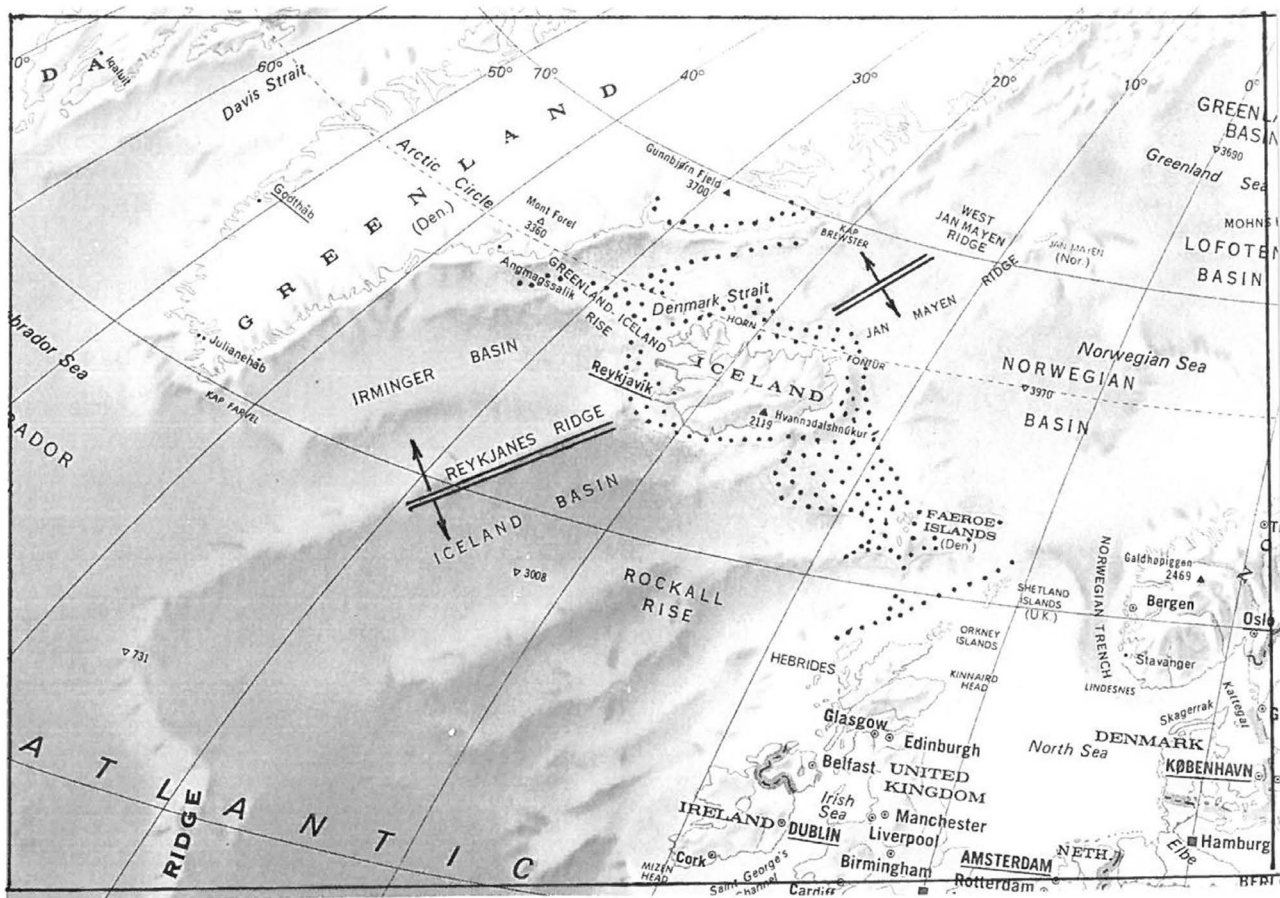 0°
60°
50°
70°
40°
30°
20°
10°
0°
D A
Iqaluit
Davis Strait
GREENLAND
(Den.)
Arctic Circle
Godthåb
Gunnbjørn Fjeld
3700
Mont Forel
3360
Angmagssalik
GREENLAND-ICELAND
RISE
Denmark Strait
KAP
BREWSTER
WEST
JAN MAYEN
RIDGE
JAN MAYEN
(Nor.)
JAN MAYEN RIDGE
GREENL
BASIN
3690
Greenland Sea
MOHNS
LOFOTEN
BASIN
HORN
FONTUR
ICELAND
Reykjavik
2119
Hvannadalshnúkur
Norwegian Sea
NORWEGIAN
BASIN
3970
Julianehåb
KAP FARVEL
brador Sea
RADOR
IRMINGER BASIN
REYKJANES RIDGE
ICELAND BASIN
3008
ROCKALL
RISE
731
FAEROE
ISLANDS
(Den.)
SHETLAND
ISLANDS
(U.K.)
ORKNEY
ISLANDS
KINNAIRD
HEAD
HEBRIDES
NORWEGIAN TRENCH
Galdhøpiggen
2469
Bergen
Oslo
Stavanger
LINDESNES
Skagerrak
Kattegat
DENMARK
KØBENHAVN
North Sea
Glasgow
Edinburgh
Belfast
UNITED
KINGDOM
Irish
Sea
Manchester
Liverpool
IRELAND
DUBLIN
Cork
MIZEN
HEAD
Saint George's
Channel
Birmingham
Cardiff
AMSTERDAM
Rotterdam
NETH.
Elbe
Hamburg
ATLANTIC
RIDGE